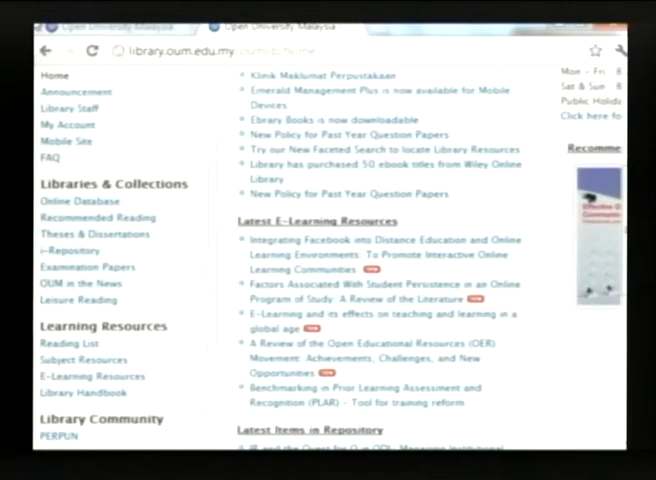 Open University Malaysia
Open University Malaysia
library.oum.edu.my/oumlib/home
Home
Announcement
Library Staff
My Account
Mobile Site
FAQ
Libraries & Collections
Online Database
Recommended Reading
Theses & Dissertations
i-Repository
Examination Papers
OUM in the News
Leisure Reading
Learning Resources
Reading List
Subject Resources
E-Learning Resources
Library Handbook
Library Community
PERPUN
Klinik Maklumat Perpustakaan
Emerald Management Plus is now available for Mobile
Devices
Ebrary Books is now downloadable
New Policy for Past Year Question Papers
Try our New Faceted Search to locate Library Resources
Library has purchased 50 ebook titles from Wiley Online
Library
New Policy for Past Year Question Papers
Latest E-Learning Resources
Integrating Facebook into Distance Education and Online
Learning Environments: To Promote Interactive Online
Learning Communities
Factors Associated With Student Persistence in an Online
Program of Study: A Review of the Literature
E-Learning and its effects on teaching and learning in a
global age
A Review of the Open Educational Resources (OER)
Movement: Achievements, Challenges, and New
Opportunities
Benchmarking in Prior Learning Assessment and
Recognition (PLAR) - Tool for training reform
Latest Items in Repository
Mon - Fri 8
Sat & Sun 8
Public Holida
Click here fo
Recomme
Effective